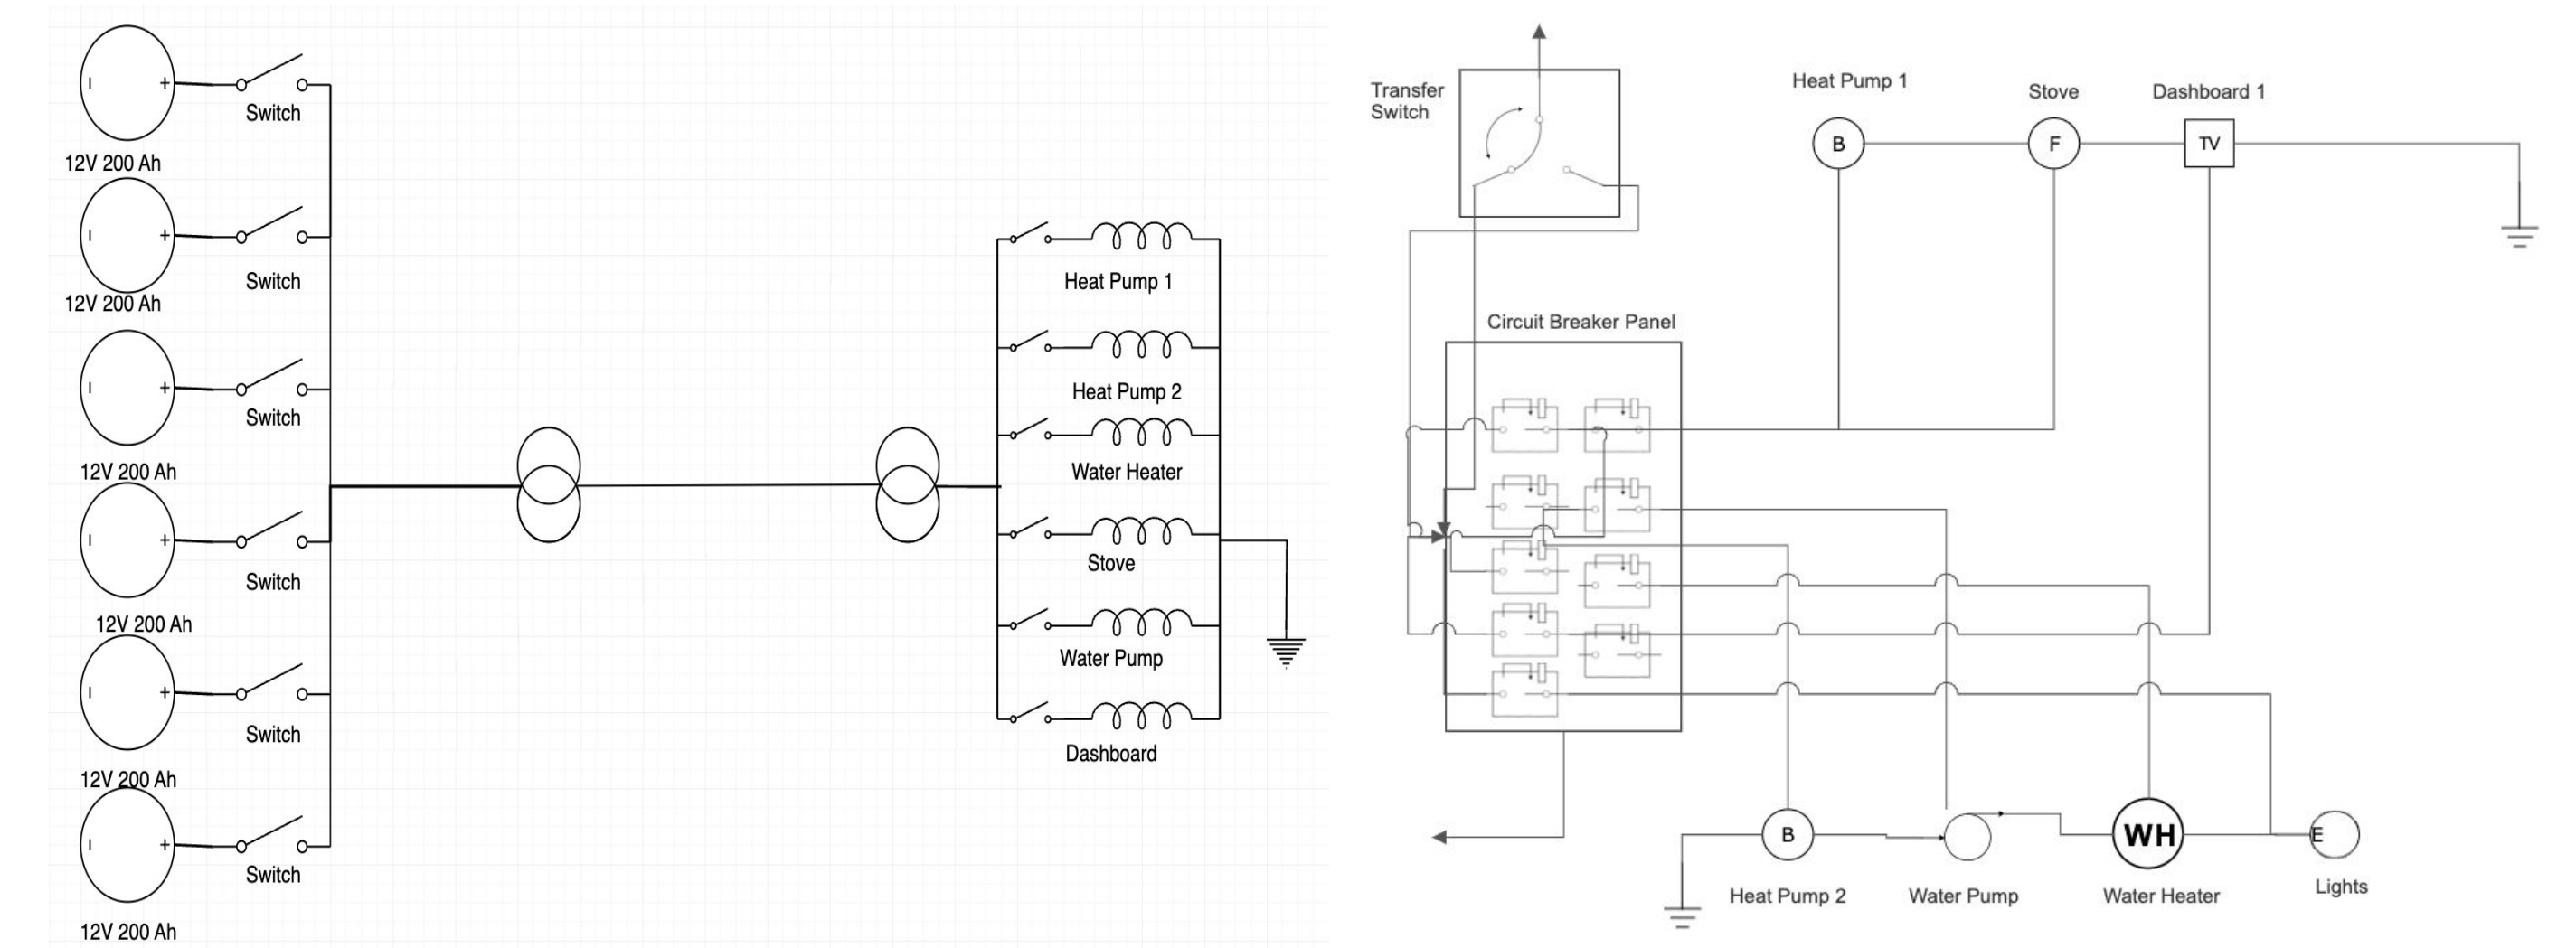 - +
Switch
12V 200 Ah
- +
Switch
12V 200 Ah
- +
Switch
12V 200 Ah
- +
Switch
12V 200 Ah
- +
Switch
12V 200 Ah
- +
Switch
12V 200 Ah
Heat Pump 1
Heat Pump 2
Water Heater
Stove
Water Pump
Dashboard
Transfer
Switch
Heat Pump 1
Stove
Dashboard 1
B
F
TV
Circuit Breaker Panel
B
WH
E
Heat Pump 2
Water Pump
Water Heater
Lights